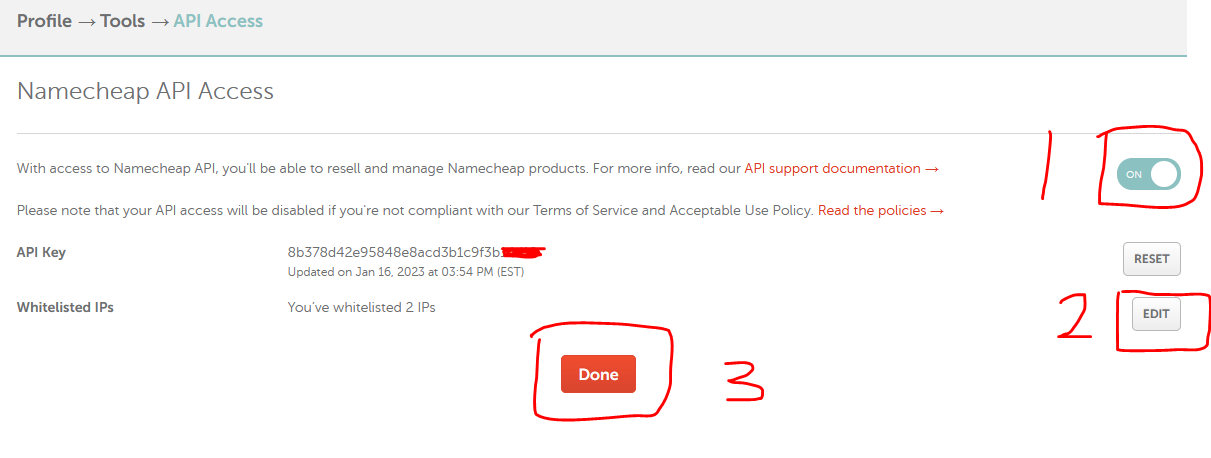 Profile → Tools → API Access
Namecheap API Access
1
With access to Namecheap API, you'll be able to resell and manage Namecheap products. For more info, read our API support documentation →
ON
Please note that your API access will be disabled if you're not compliant with our Terms of Service and Acceptable Use Policy. Read the policies →
API Key 8b378d42e95848e8acd3b1c9f3b
RESET
Updated on Jan 16, 2023 at 03:54 PM (EST)
Whitelisted IPs You've whitelisted 2 IPs
2 EDIT
Done 3